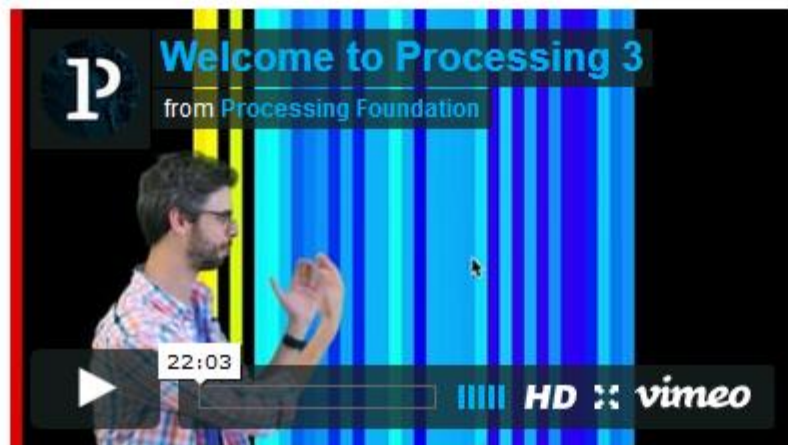 Welcome to Processing 3
from Processing Foundation
22:03
HD vimeo